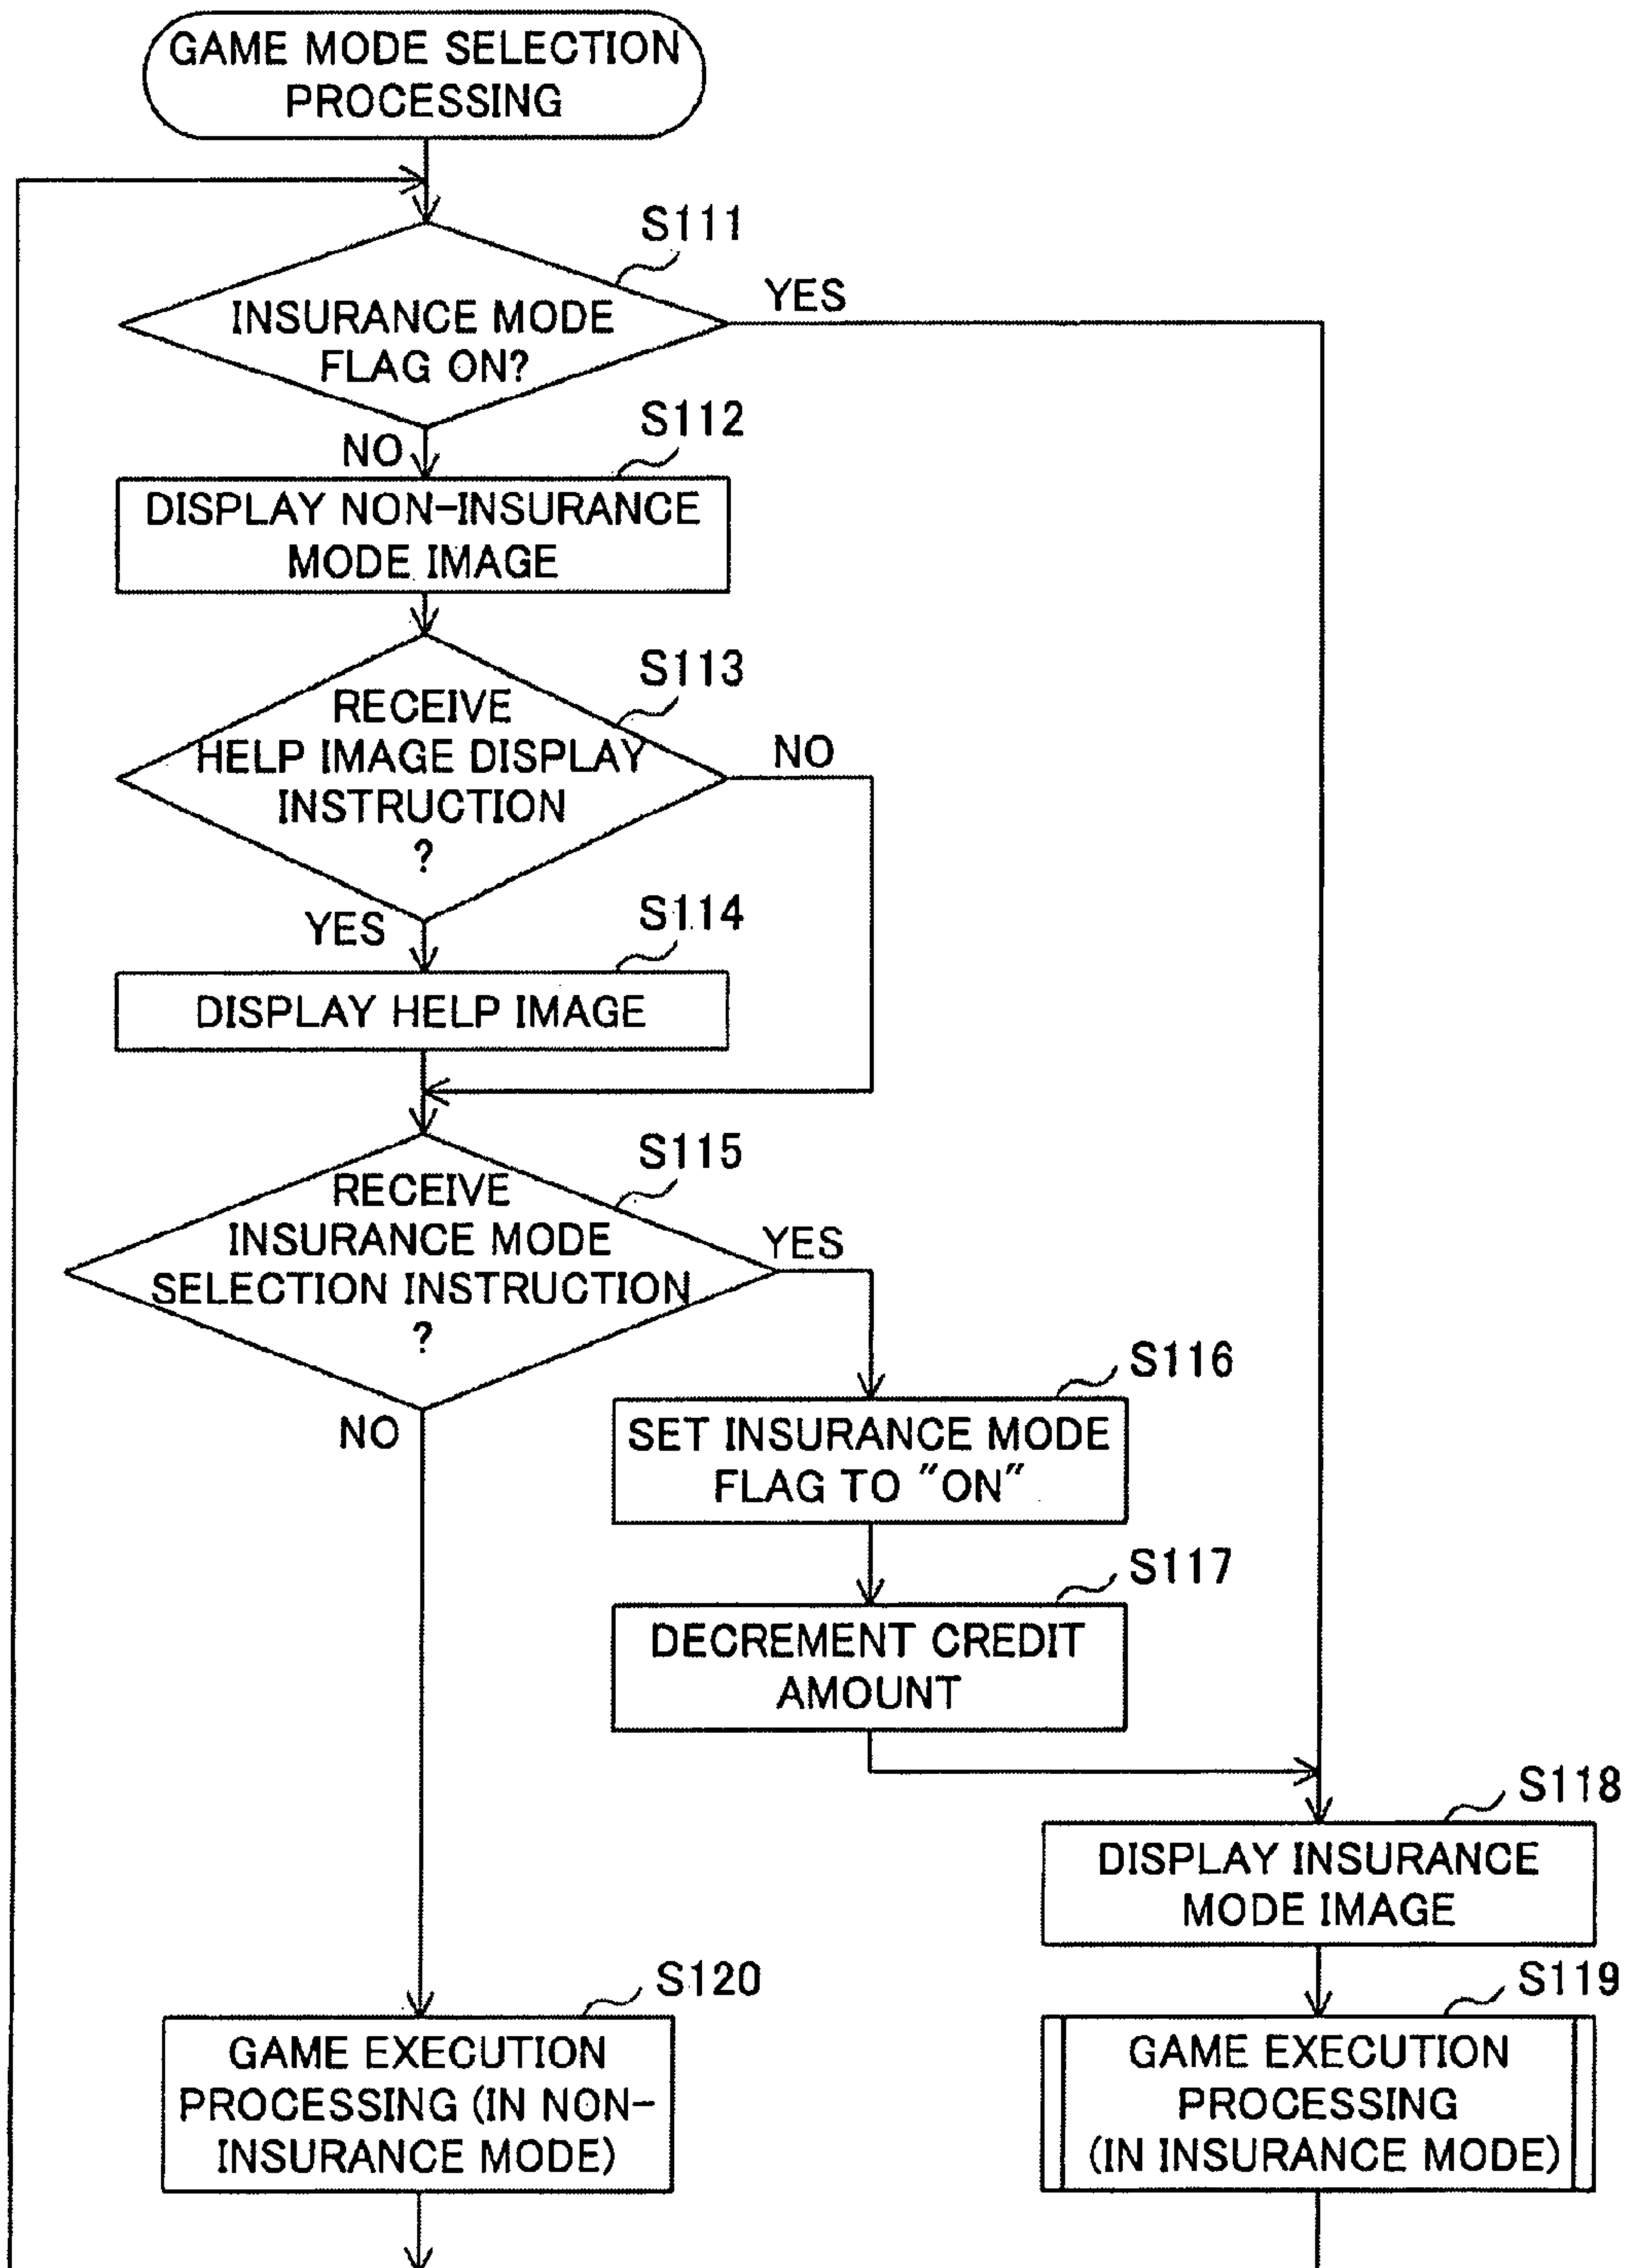 GAME MODE SELECTION
PROCESSING
S111
INSURANCE MODE
FLAG ON?
YES
NO
S112
DISPLAY NON-INSURANCE
MODE IMAGE
S113
RECEIVE
HELP IMAGE DISPLAY
INSTRUCTION
?
NO
YES
S114
DISPLAY HELP IMAGE
S115
RECEIVE
INSURANCE MODE
SELECTION INSTRUCTION
?
YES
NO
S116
SET INSURANCE MODE
FLAG TO "ON"
S117
DECREMENT CREDIT
AMOUNT
S118
DISPLAY INSURANCE
MODE IMAGE
S120
GAME EXECUTION
PROCESSING (IN NON-
INSURANCE MODE)
S119
GAME EXECUTION
PROCESSING
(IN INSURANCE MODE)